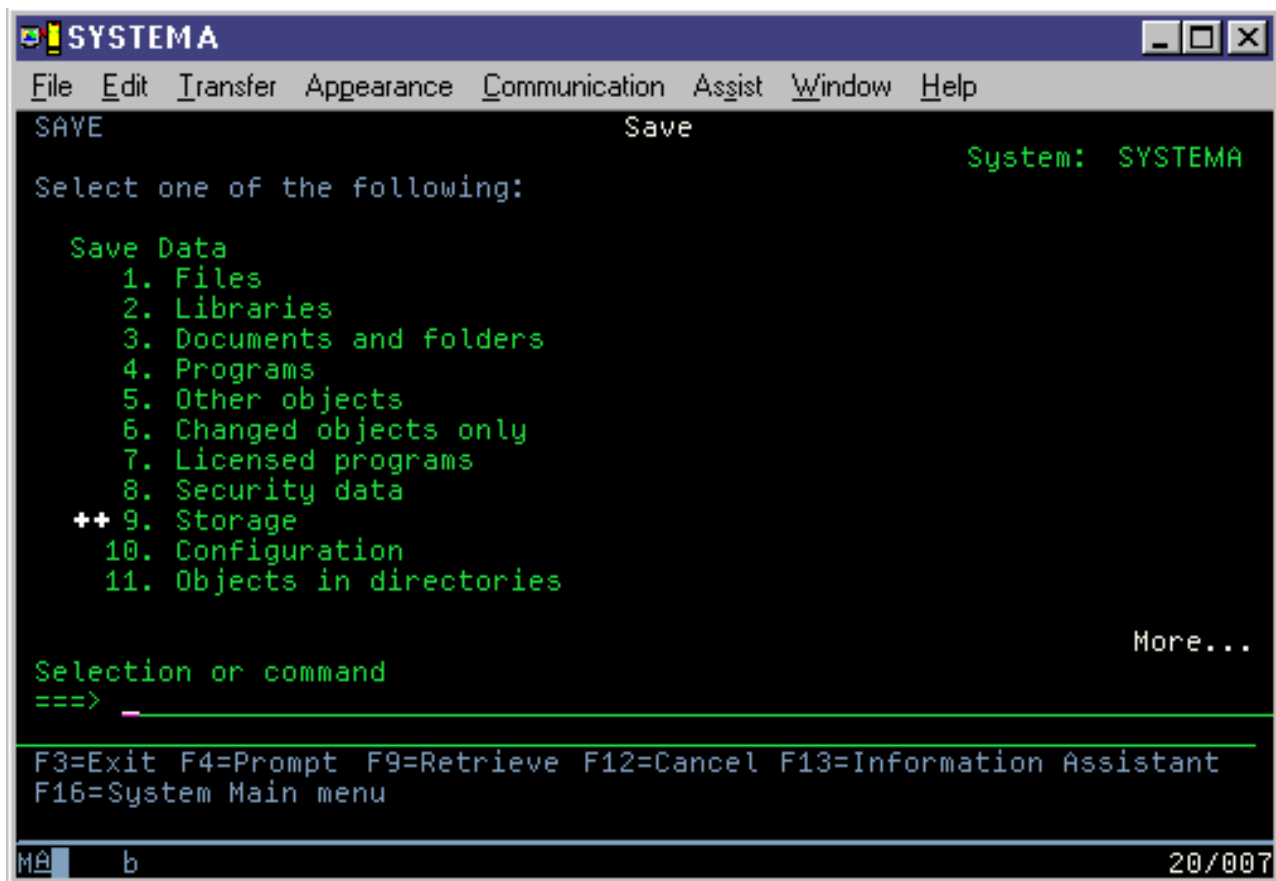 SYSTEMA
File Edit Transfer Appearance Communication Assist Window Help
SAVE Save
System: SYSTEMA
Select one of the following:
Save Data
1. Files
2. Libraries
3. Documents and folders
4. Programs
5. Other objects
6. Changed objects only
7. Licensed programs
8. Security data
++ 9. Storage
10. Configuration
11. Objects in directories
More...
Selection or command
===> _
F3=Exit F4=Prompt F9=Retrieve F12=Cancel F13=Information Assistant
F16=System Main menu
MA b 20/007